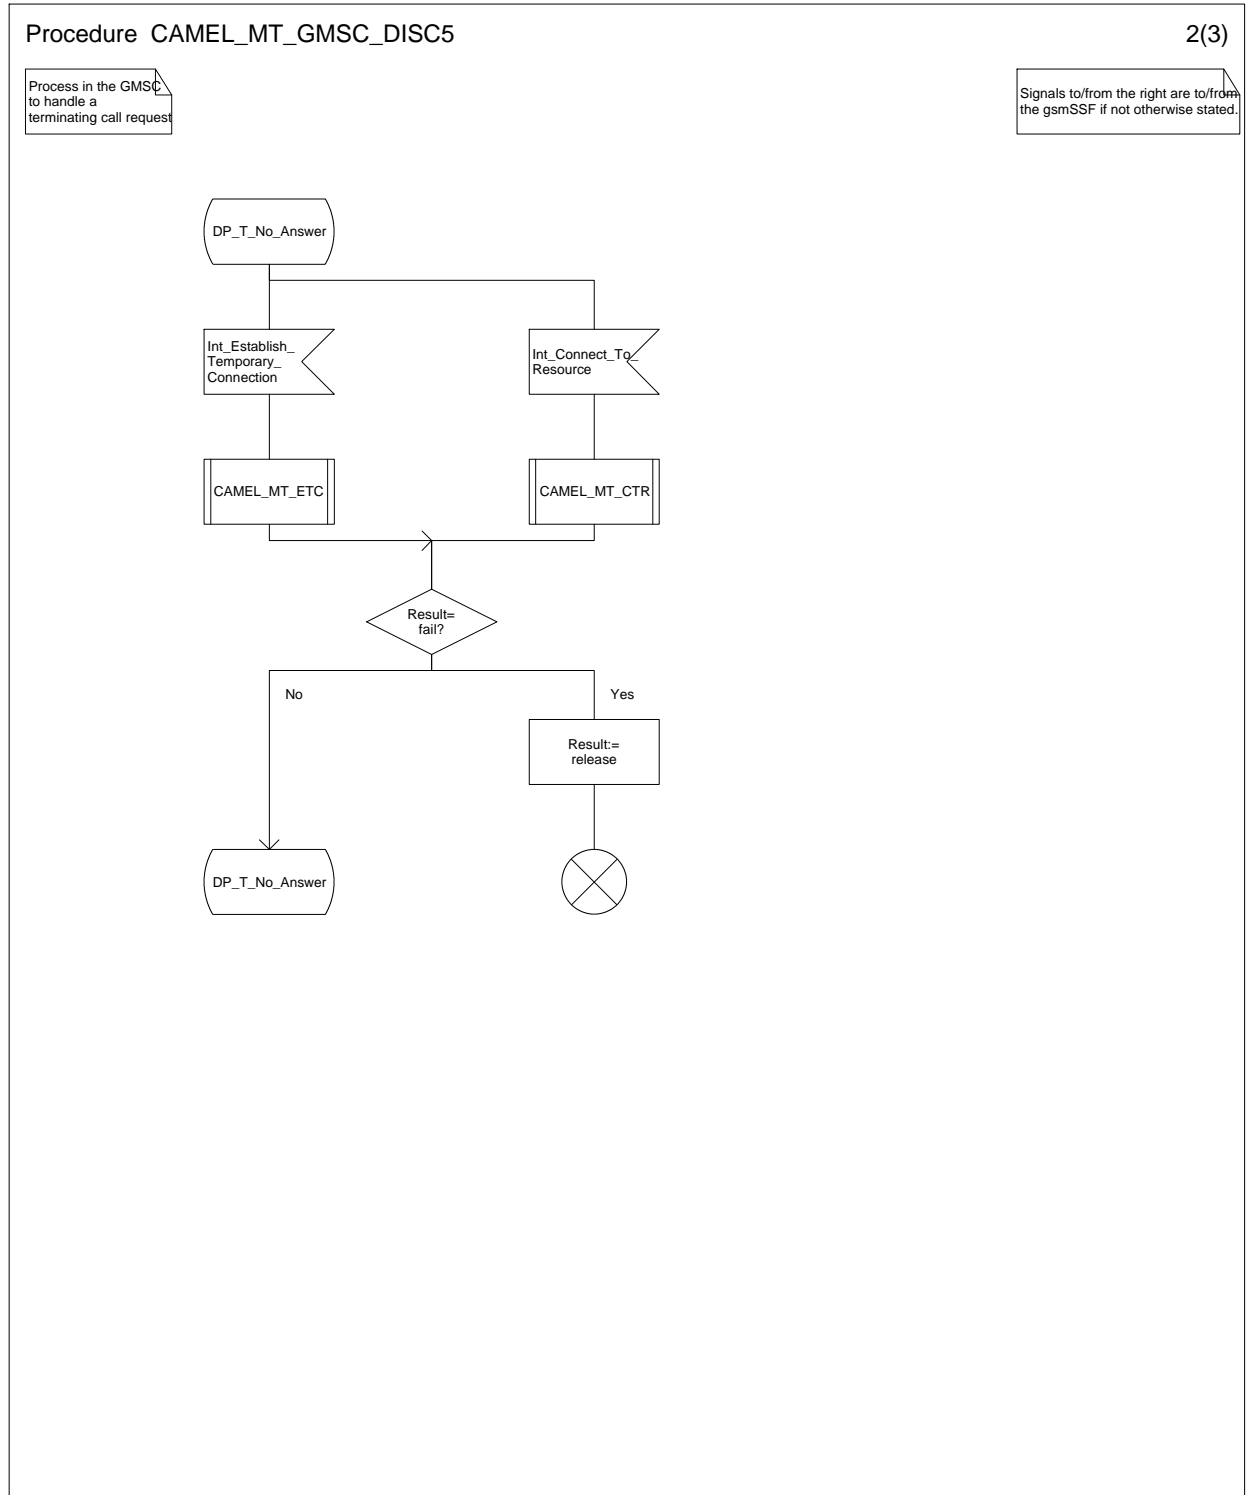 Procedure CAMEL_MT_GMSC_DISC5
2(3)
Process in the GMSC
to handle a
terminating call request
Signals to/from the right are to/from
the gsmSSF if not otherwise stated.
DP_T_No_Answer
Int_Establish_
Temporary_
Connection
Int_Connect_To_
Resource
CAMEL_MT_ETC
CAMEL_MT_CTR
Result=
fail?
No
Yes
Result:=
release
DP_T_No_Answer